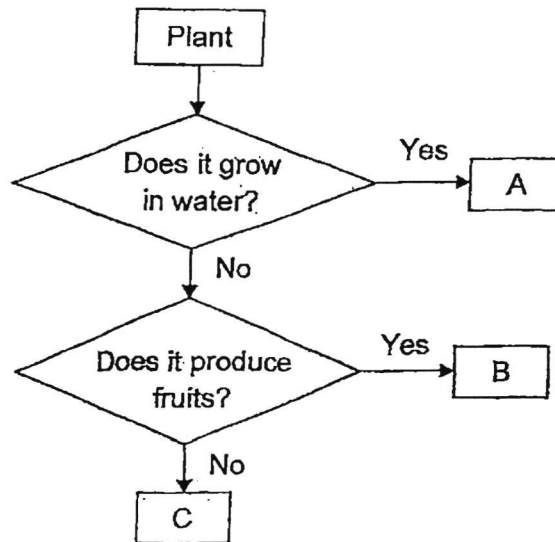 Plant
Does it grow
in water?
Yes
A
No
Does it produce
fruits?
Yes
B
No
C